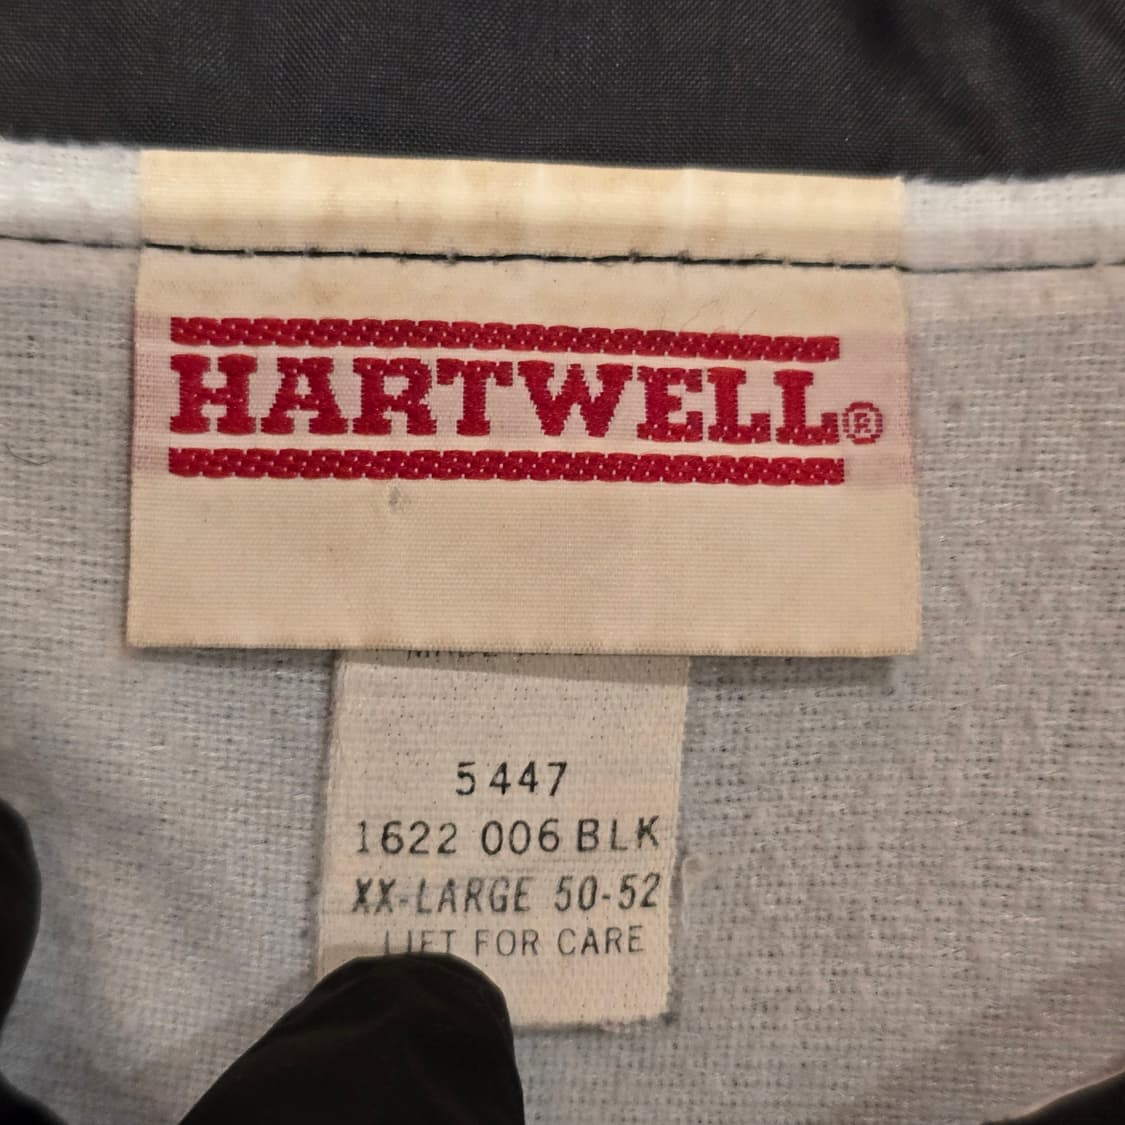 HARTWELL®
5447
1622 006 BLK
XX-LARGE 50-52
LIFT FOR CARE